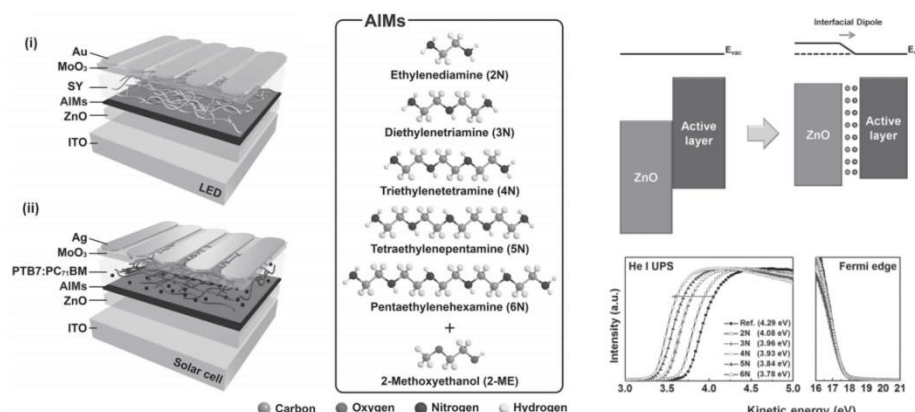 (i)
Au
MoO₃
SY
AIMs
ZnO
ITO
LED
(ii)
Ag
MoO₃
PTB7:PC₇₁BM
AIMs
ZnO
ITO
Solar cell
AIMs
Ethylenediamine (2N)
Diethylenetriamine (3N)
Triethylenetetramine (4N)
Tetraethylenepentamine (5N)
Pentaethylenehexamine (6N)
+
2-Methoxyethanol (2-ME)
Carbon
Oxygen
Nitrogen
Hydrogen
Interfacial Dipole
Evac
ZnO
Active layer
ZnO
Active layer
He I UPS
Fermi edge
Intensity (a.u.)
Ref. (4.29 eV)
2N (4.08 eV)
3N (3.96 eV)
4N (3.93 eV)
5N (3.84 eV)
6N (3.78 eV)
3.0 3.5 4.0 4.5 5.0
16 17 18 19 20 21
Kinetic energy (eV)